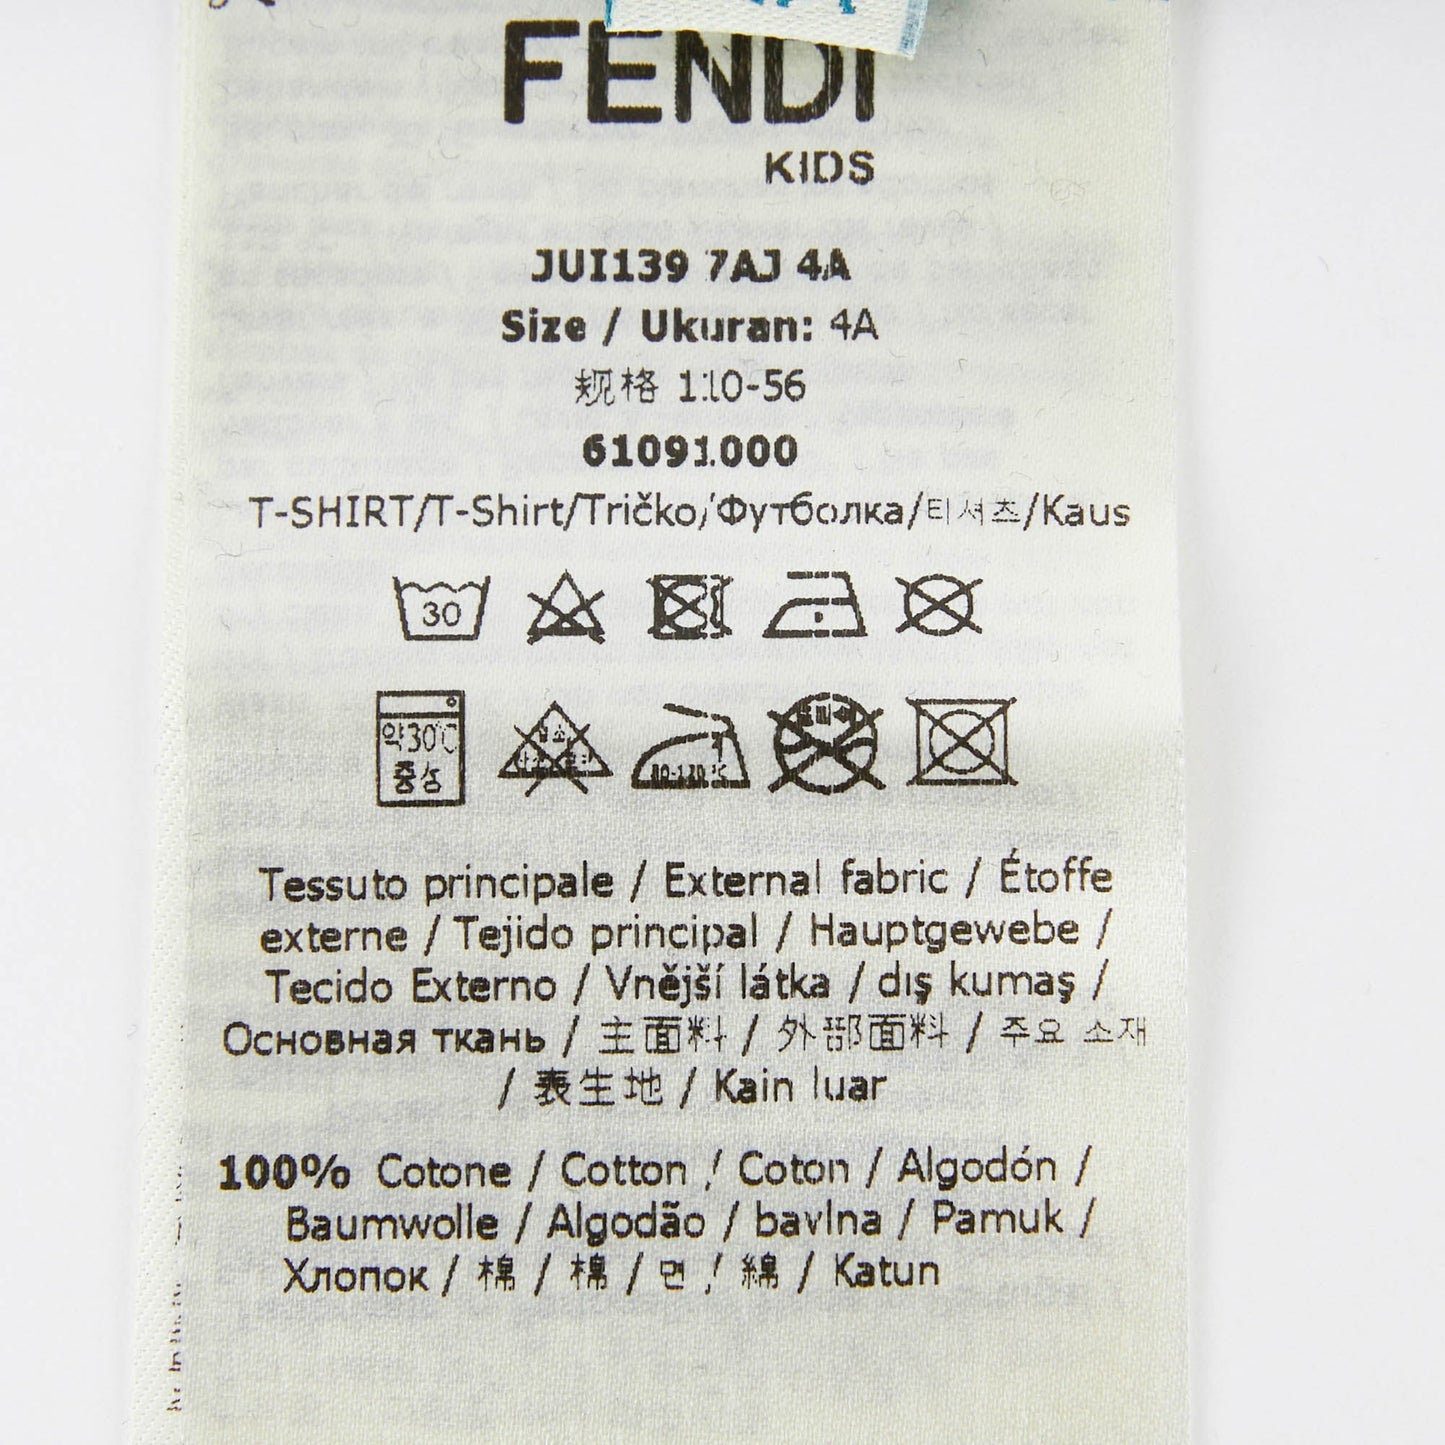 FENDI
KIDS
JUI139 7AJ 4A
Size / Ukuran: 4A
规格 110-56
61091000
T-SHIRT/T-Shirt/Tričko/Футболка/티셔츠/Kaus
30
약30℃
중성
80-120℃
Tessuto principale / External fabric / Étoffe
externe / Tejido principal / Hauptgewebe /
Tecido Externo / Vnější látka / dış kumaş /
Основная ткань / 主面料 / 外部面料 / 주요 소재
/ 表生地 / Kain luar
100% Cotone / Cotton / Coton / Algodón /
Baumwolle / Algodão / bavlna / Pamuk /
Хлопок / 棉 / 棉 / 면 / 綿 / Katun